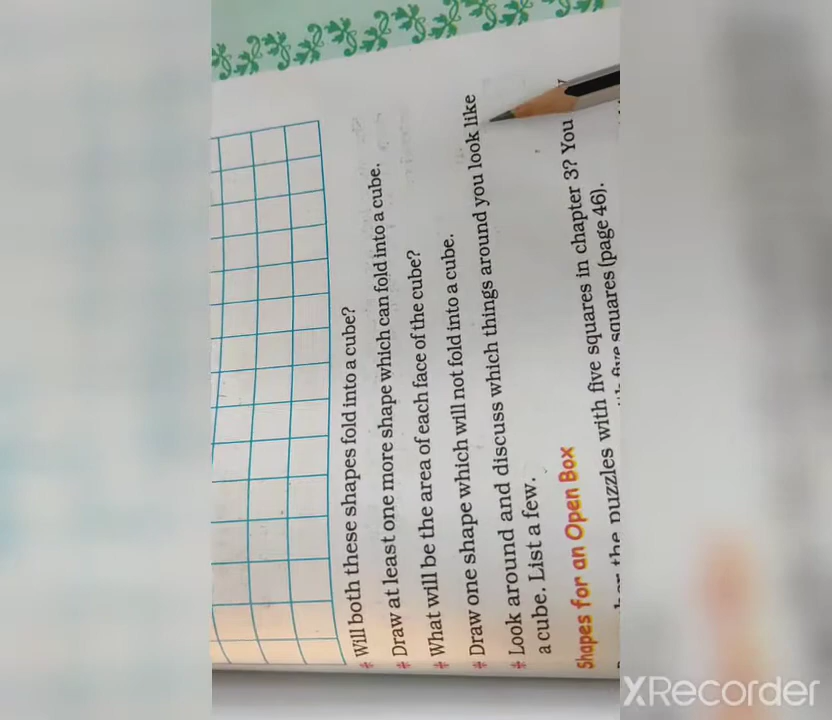 * Will both these shapes fold into a cube?
* Draw at least one more shape which can fold into a cube.
* What will be the area of each face of the cube?
* Draw one shape which will not fold into a cube.
* Look around and discuss which things around you look like
a cube. List a few.
Shapes for an Open Box
the puzzles with five squares in chapter 3? You
five squares (page 46).
XRecorder